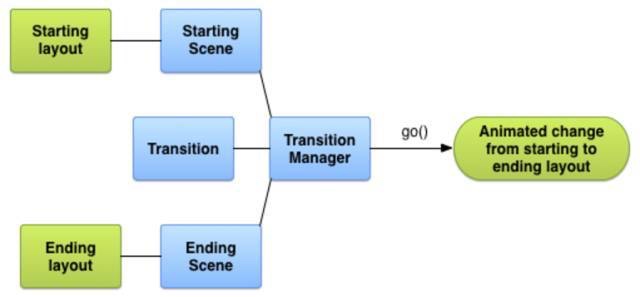 Starting
layout
Starting
Scene
Transition
Transition
Manager
go()
Animated change
from starting to
ending layout
Ending
layout
Ending
Scene